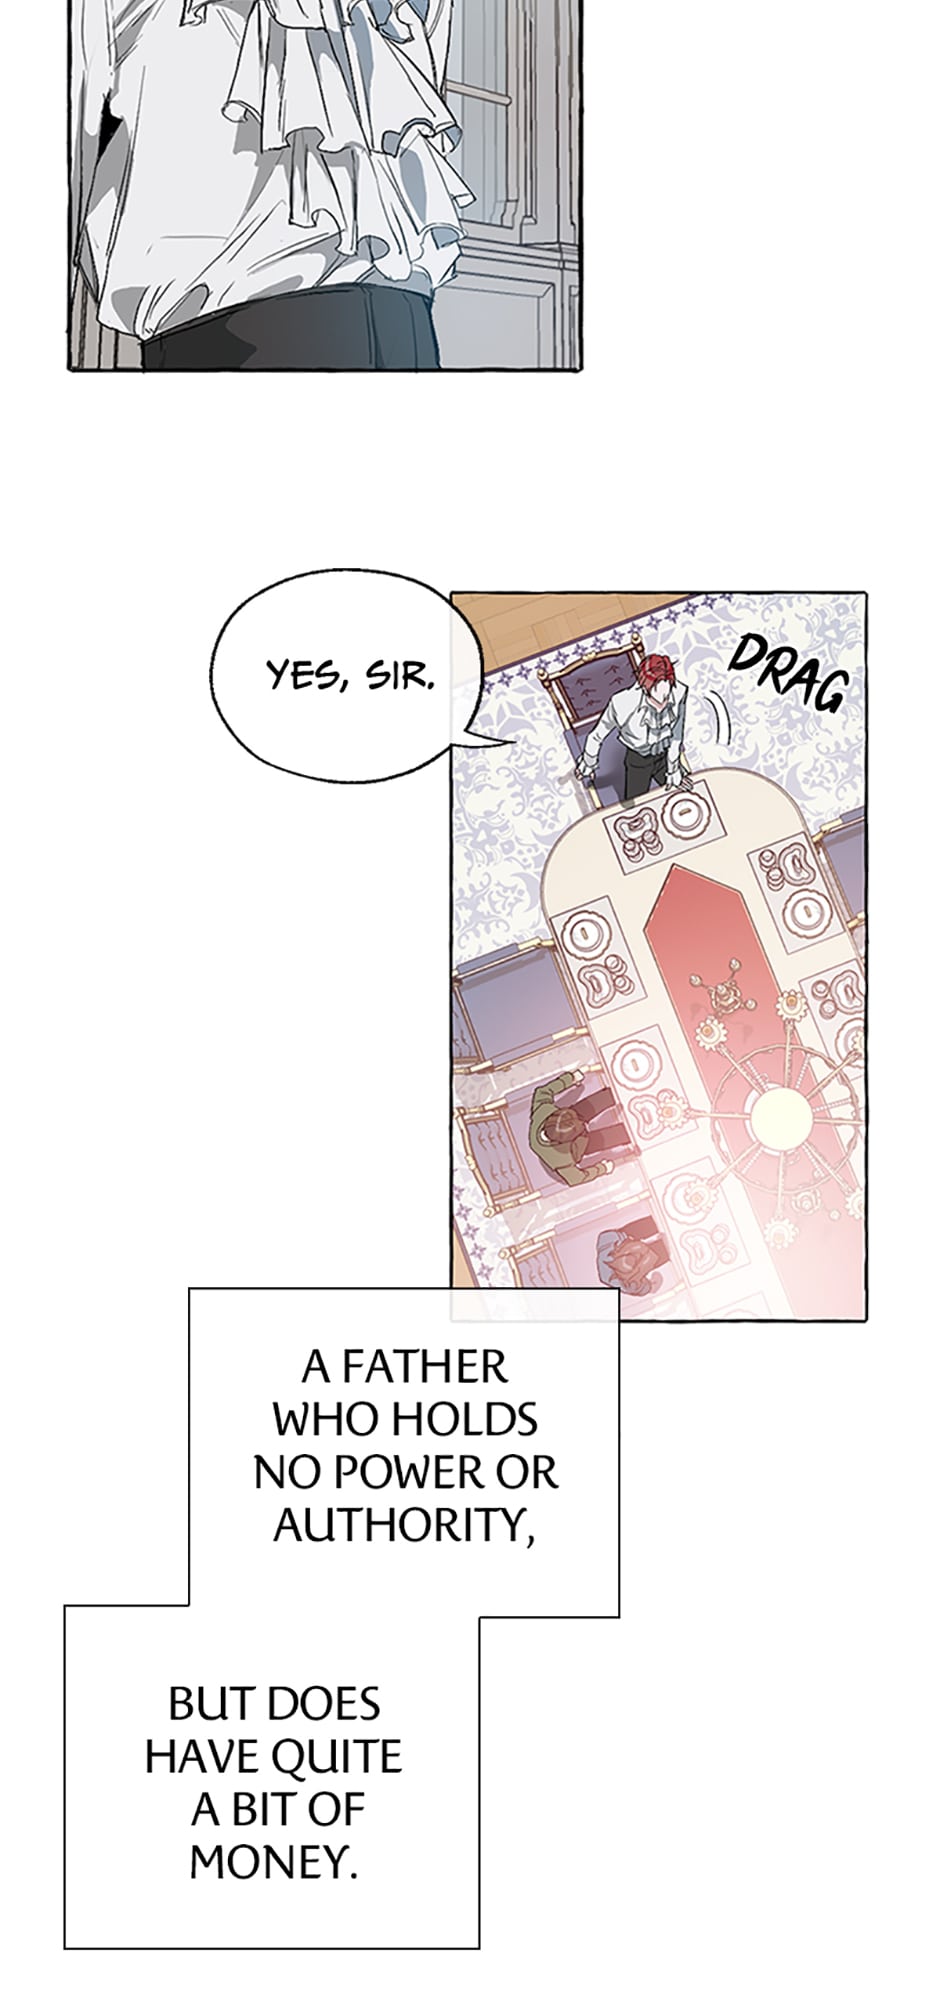 YES, SIR.
DRAG
A FATHER
WHO HOLDS
NO POWER OR
AUTHORITY,
BUT DOES
HAVE QUITE
A BIT OF
MONEY.